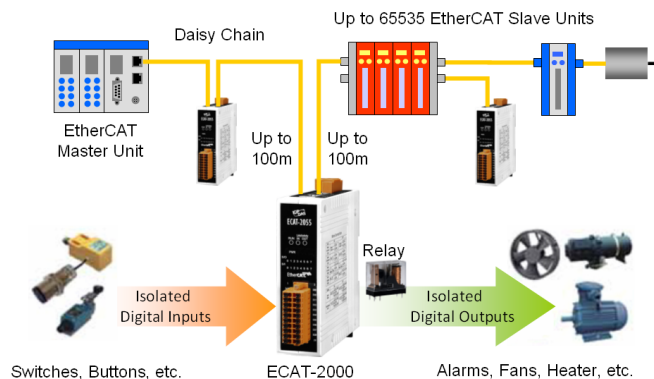 Up to 65535 EtherCAT Slave Units
Daisy Chain
EtherCAT
Master Unit
Up to
100m
Up to
100m
ECAT-2055
EtherCAT
Relay
Isolated
Digital Inputs
Isolated
Digital Outputs
Switches, Buttons, etc.
ECAT-2000
Alarms, Fans, Heater, etc.